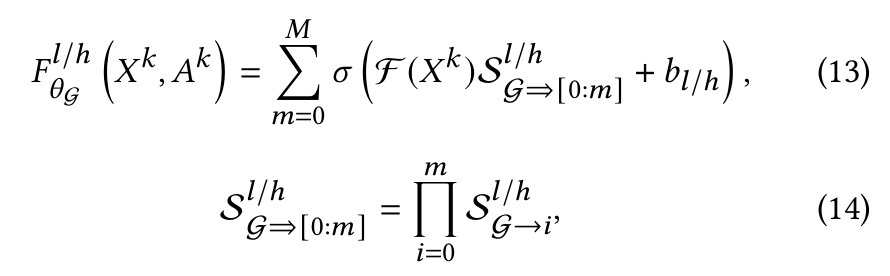 $F_{\theta_{\mathcal{G}}}^{l/h}\left(X^k, A^k\right) = \sum_{m=0}^{M} \sigma\left(\mathcal{F}(X^k)\mathcal{S}_{\mathcal{G}\Rightarrow[0:m]}^{l/h} + b_{l/h}\right),$ (13)
$\mathcal{S}_{\mathcal{G}\Rightarrow[0:m]}^{l/h} = \prod_{i=0}^{m} \mathcal{S}_{\mathcal{G}\rightarrow i}^{l/h},$ (14)